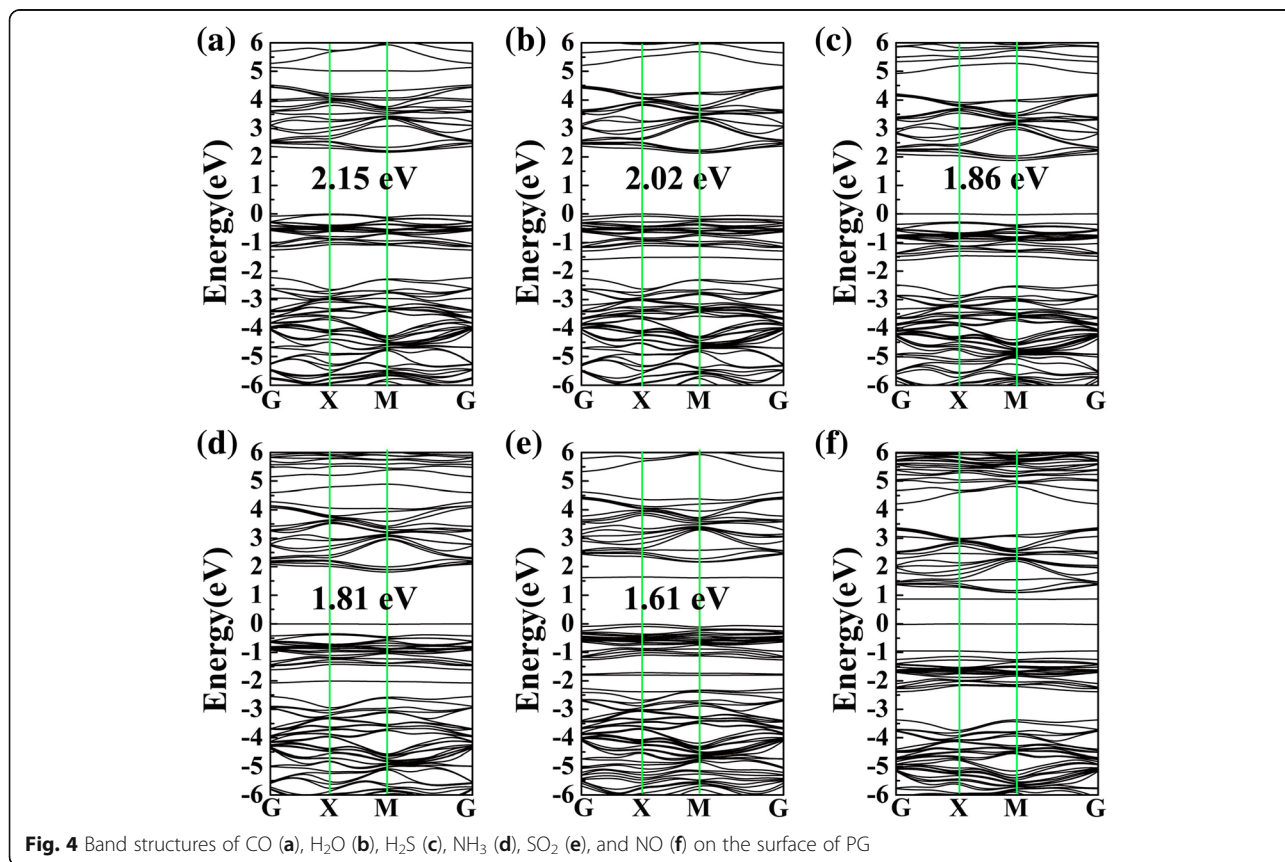 (a) (b) (c)
6 6 6
5 5 5
4 4 4
3 3 3
2 2 2
1 2.15 eV 1 2.02 eV 1 1.86 eV
0 0 0
-1 -1 -1
-2 -2 -2
-3 -3 -3
-4 -4 -4
-5 -5 -5
-6 -6 -6
Energy(eV) Energy(eV) Energy(eV)
G X M G G X M G G X M G
(d) (e) (f)
6 6 6
5 5 5
4 4 4
3 3 3
2 2 2
1 1.81 eV 1 1.61 eV 1
0 0 0
-1 -1 -1
-2 -2 -2
-3 -3 -3
-4 -4 -4
-5 -5 -5
-6 -6 -6
Energy(eV) Energy(eV) Energy(eV)
G X M G G X M G G X M G
Fig. 4 Band structures of CO (a), H₂O (b), H₂S (c), NH₃ (d), SO₂ (e), and NO (f) on the surface of PG